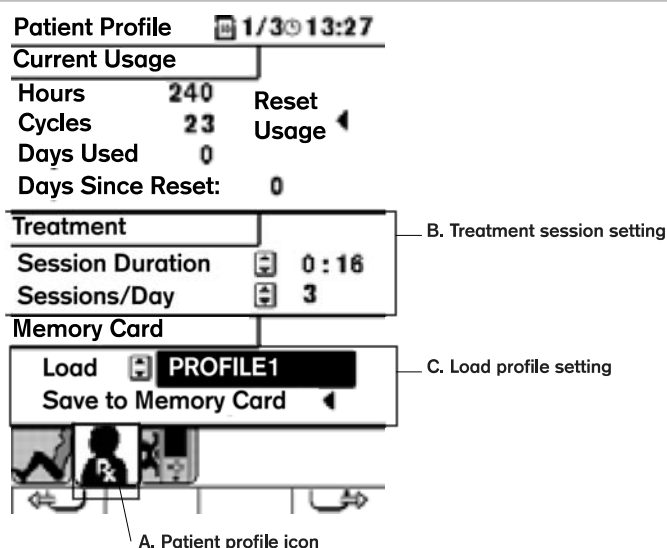 Patient Profile 1/3 13:27
Current Usage
Hours 240
Cycles 23
Reset
Usage
Days Used 0
Days Since Reset: 0
Treatment
B. Treatment session setting
Session Duration 0:16
Sessions/Day 3
Memory Card
Load PROFILE1
C. Load profile setting
Save to Memory Card
Rx
A. Patient profile icon